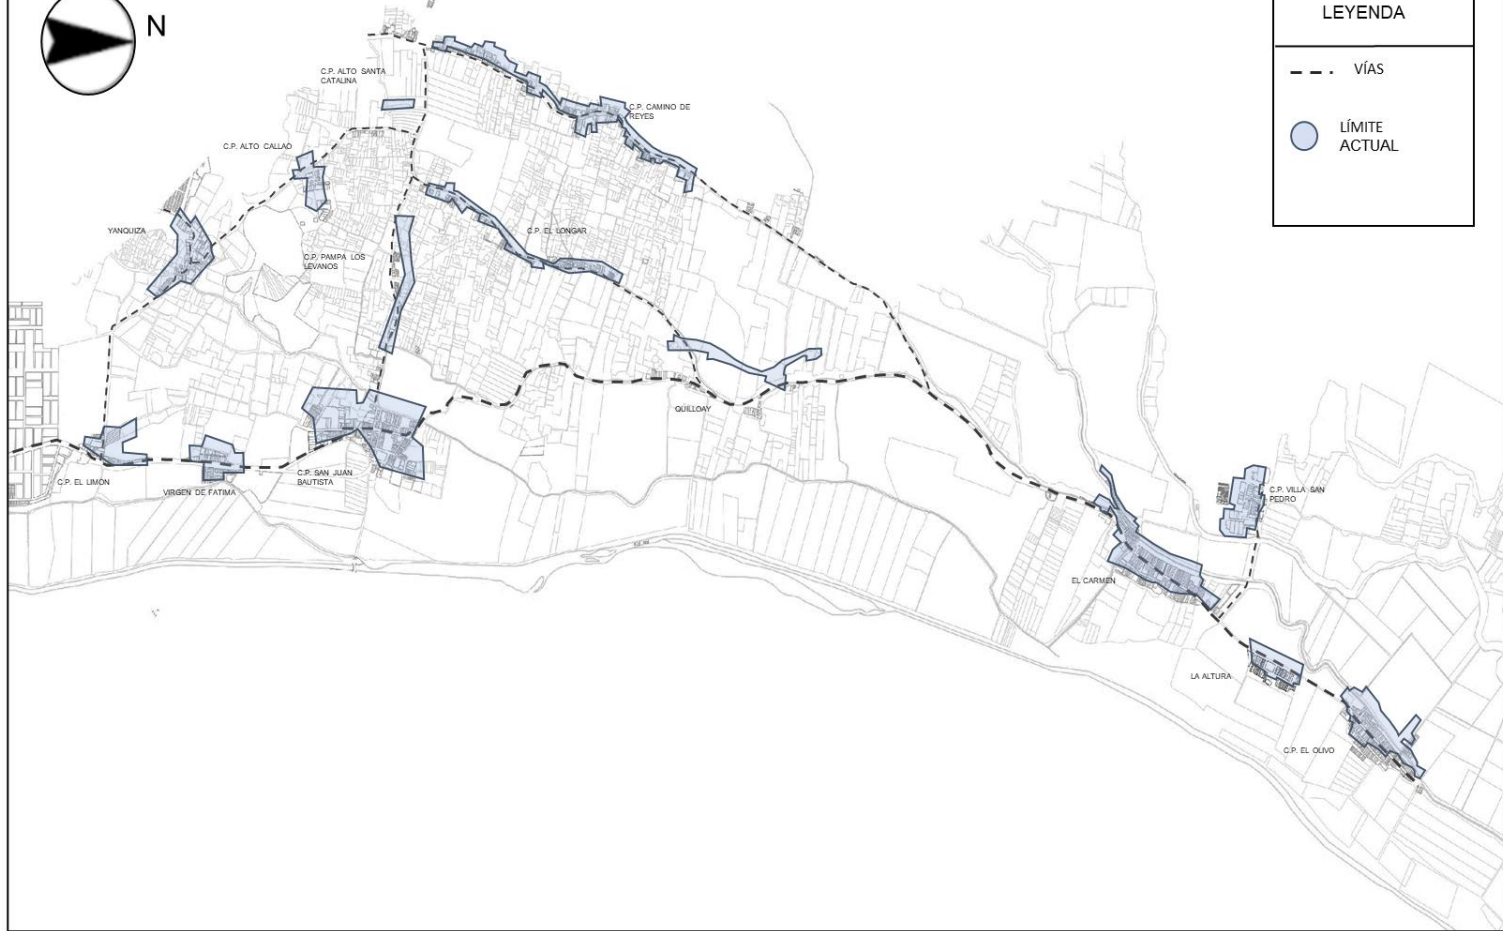 N
LEYENDA
VÍAS
LÍMITE
ACTUAL
C.P. ALTO SANTA
CATALINA
C.P. CAMINO DE
REYES
C.P. ALTO CALLAO
YANQUIZA
C.P. EL LONGAR
C.P. PAMPA LOS
LEVANOS
QUILLOAY
C.P. SAN JUAN
BAUTISTA
C.P. EL LIMÓN
VIRGEN DE FATIMA
C.P. VILLA SAN
PEDRO
EL CARMEN
LA ALTURA
C.P. EL OLIVO